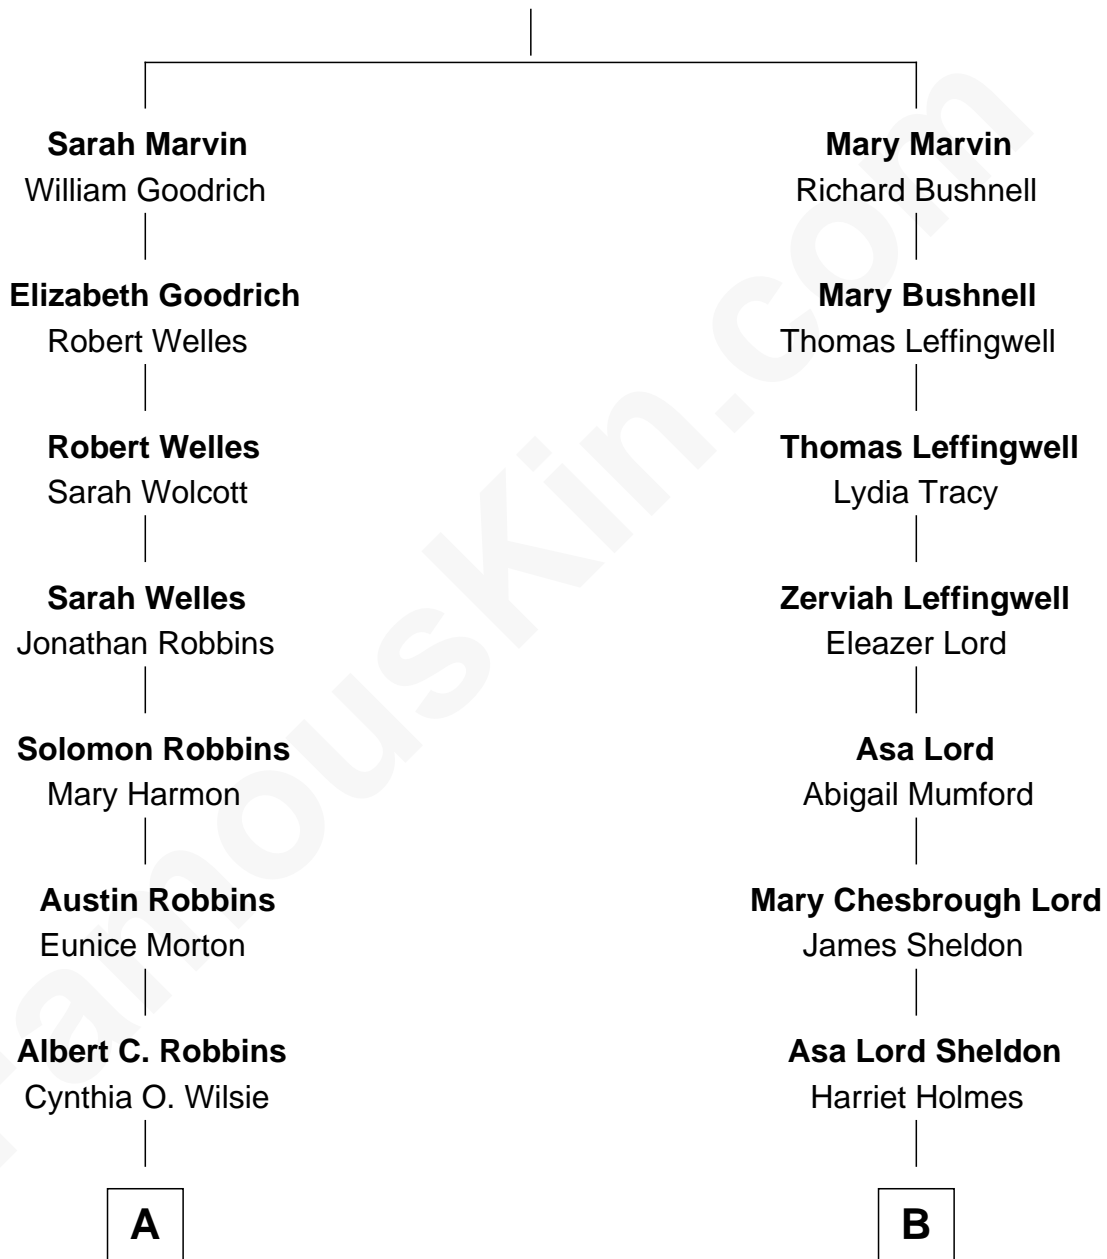 Sarah Marvin
William Goodrich
Elizabeth Goodrich
Robert Welles
Robert Welles
Sarah Wolcott
Sarah Welles
Jonathan Robbins
Solomon Robbins
Mary Harmon
Austin Robbins
Eunice Morton
Albert C. Robbins
Cynthia O. Wilsie
A
Mary Marvin
Richard Bushnell
Mary Bushnell
Thomas Leffingwell
Thomas Leffingwell
Lydia Tracy
Zerviah Leffingwell
Eleazer Lord
Asa Lord
Abigail Mumford
Mary Chesbrough Lord
James Sheldon
Asa Lord Sheldon
Harriet Holmes
B
FamousKin.com